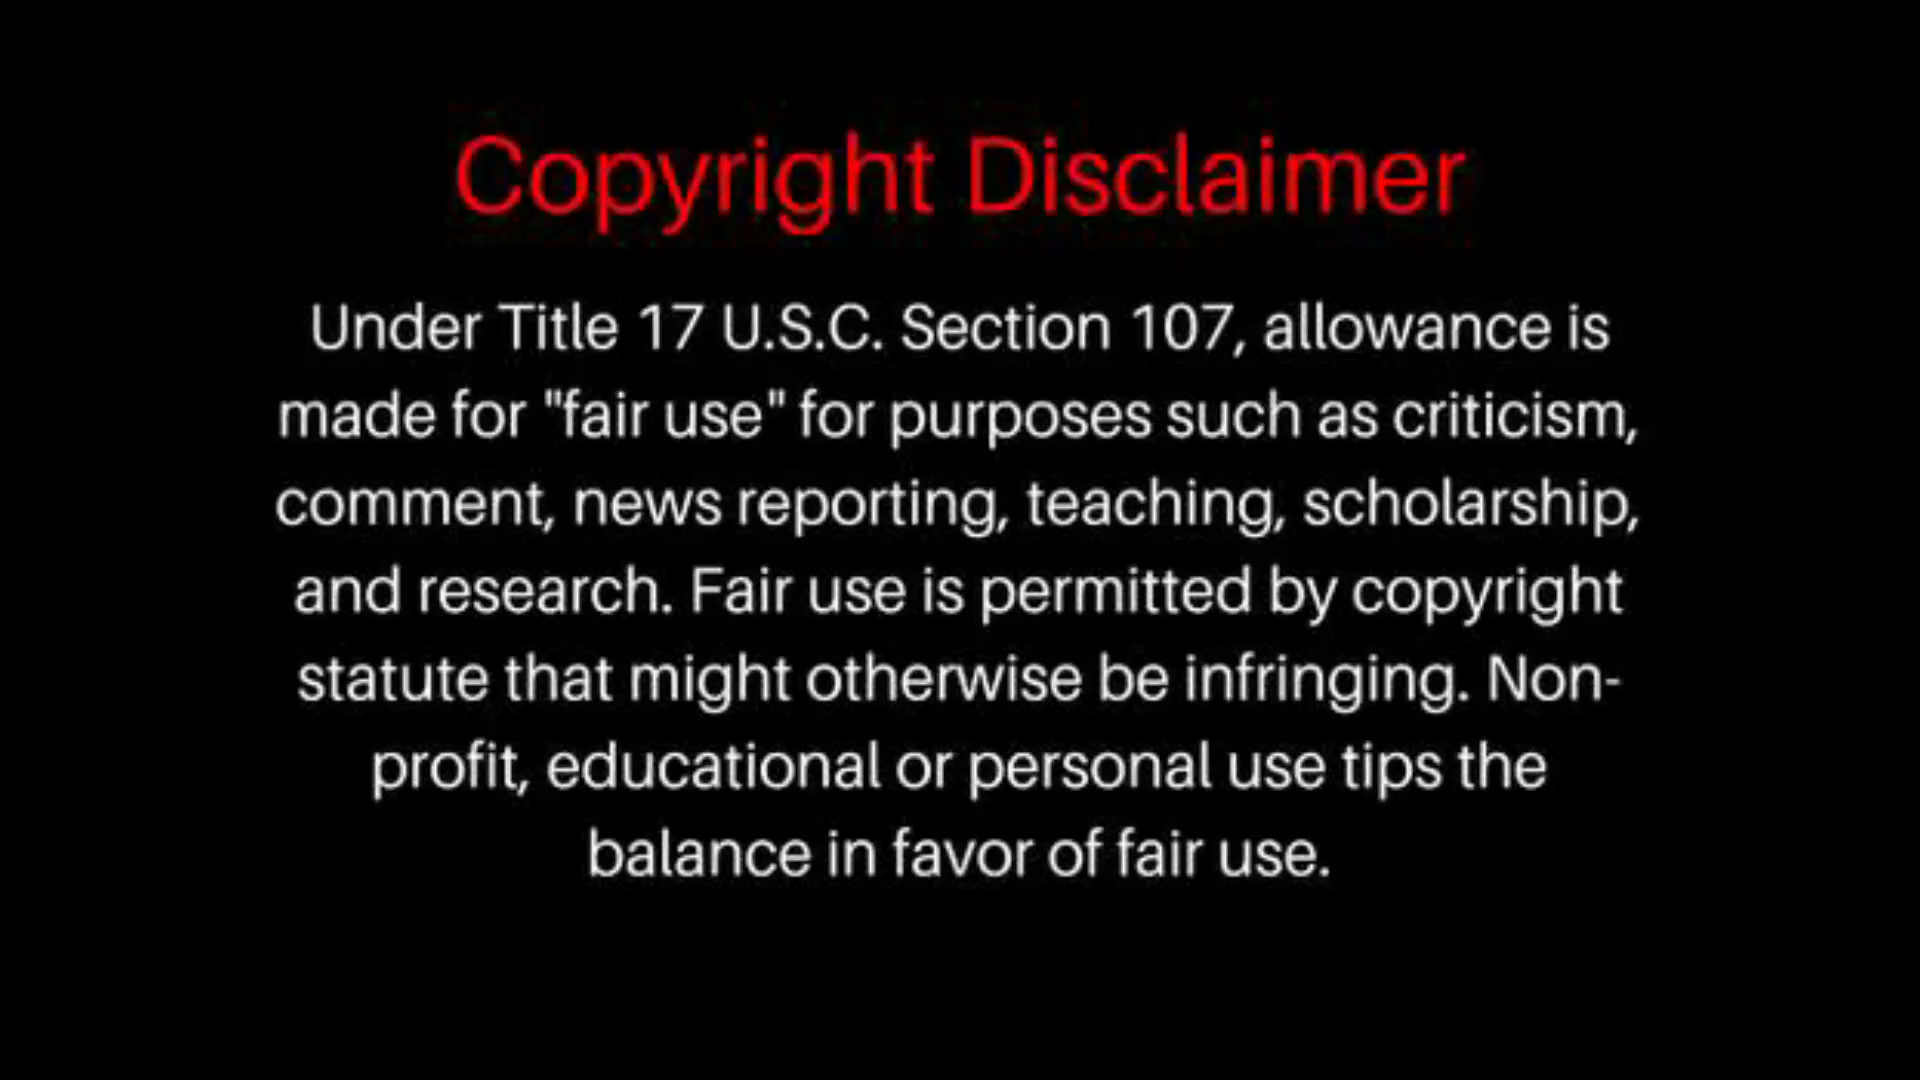 Copyright Disclaimer
Under Title 17 U.S.C. Section 107, allowance is
made for "fair use" for purposes such as criticism,
comment, news reporting, teaching, scholarship,
and research. Fair use is permitted by copyright
statute that might otherwise be infringing. Non-
profit, educational or personal use tips the
balance in favor of fair use.